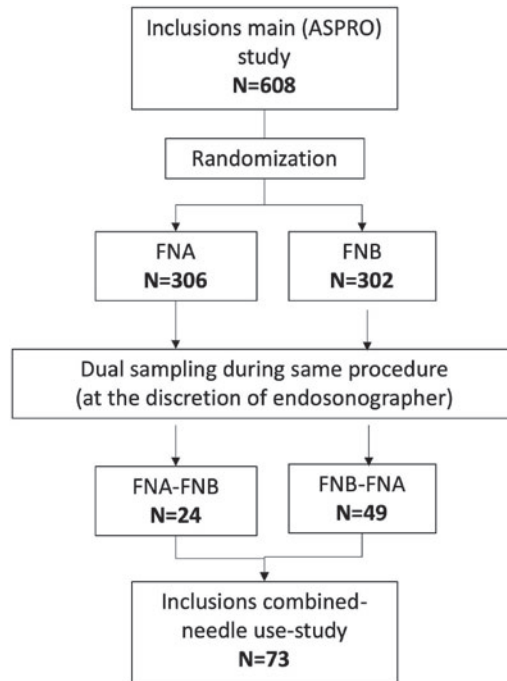 Inclusions main (ASPRO)
study
N=608
Randomization
FNA
N=306
FNB
N=302
Dual sampling during same procedure
(at the discretion of endosonographer)
FNA-FNB
N=24
FNB-FNA
N=49
Inclusions combined-
needle use-study
N=73